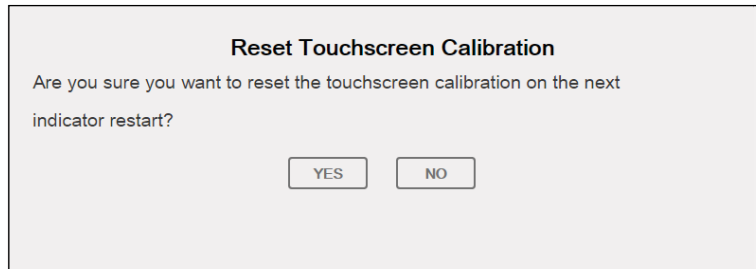 Reset Touchscreen Calibration
Are you sure you want to reset the touchscreen calibration on the next
indicator restart?
YES NO